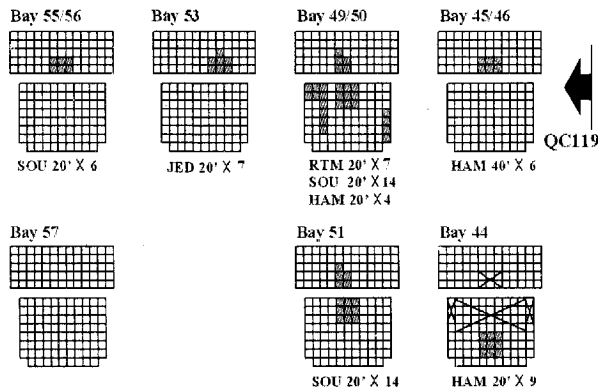 Bay 55/56 Bay 53 Bay 49/50 Bay 45/46
QC119
SOU 20' X 6 JED 20' X 7 RTM 20' X 7 HAM 40' X 6
SOU 20' X 14
HAM 20' X 4
Bay 57 Bay 51 Bay 44
SOU 20' X 14 HAM 20' X 9